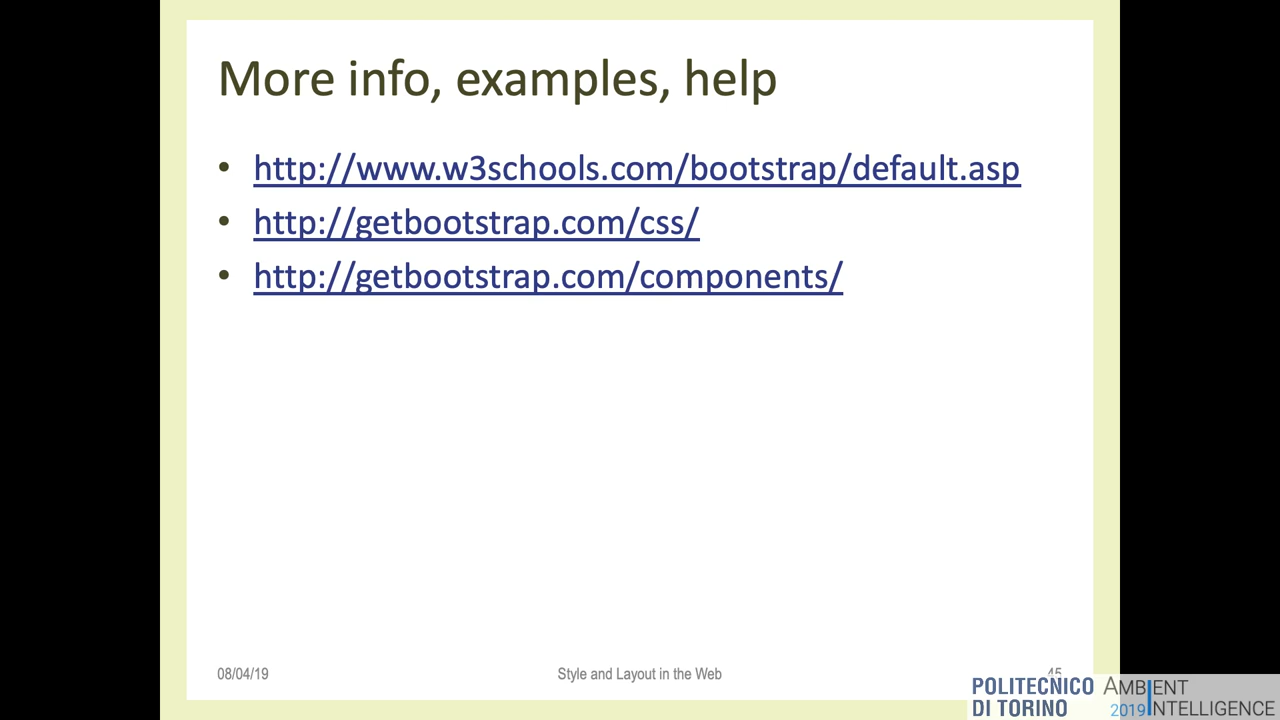 More info, examples, help
• http://www.w3schools.com/bootstrap/default.asp
• http://getbootstrap.com/css/
• http://getbootstrap.com/components/
08/04/19
Style and Layout in the Web
45
POLITECNICO
DI TORINO
AMBIENT
2019 INTELLIGENCE